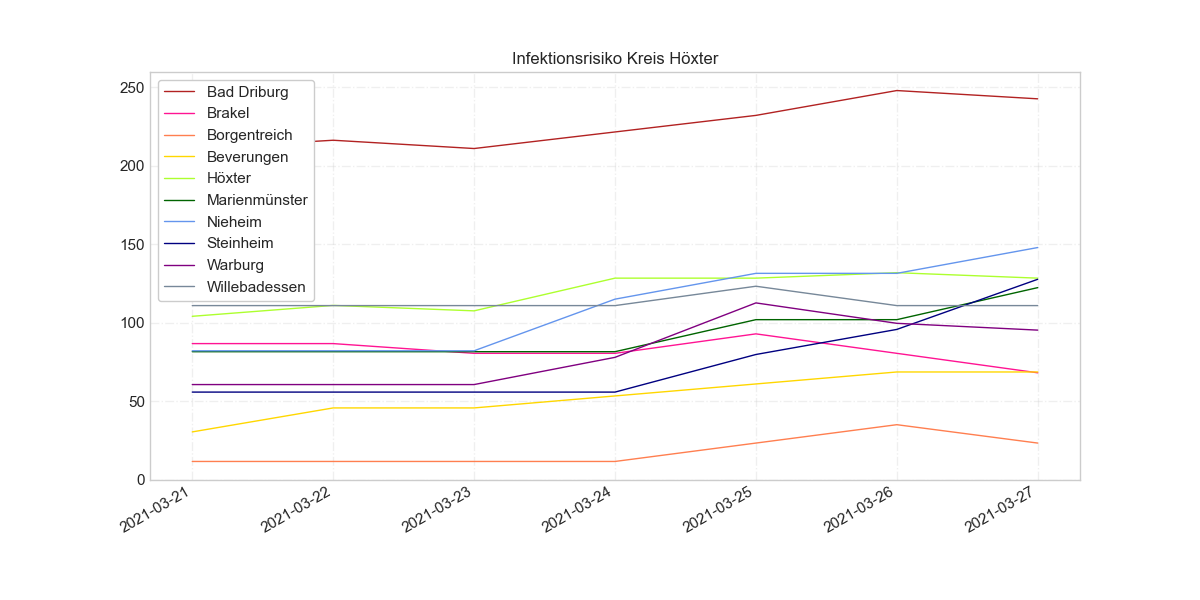 Infektionsrisiko Kreis Höxter
250
200
150
100
50
0
Bad Driburg
Brakel
Borgentreich
Beverungen
Höxter
Marienmünster
Nieheim
Steinheim
Warburg
Willebadessen
2021-03-21
2021-03-22
2021-03-23
2021-03-24
2021-03-25
2021-03-26
2021-03-27